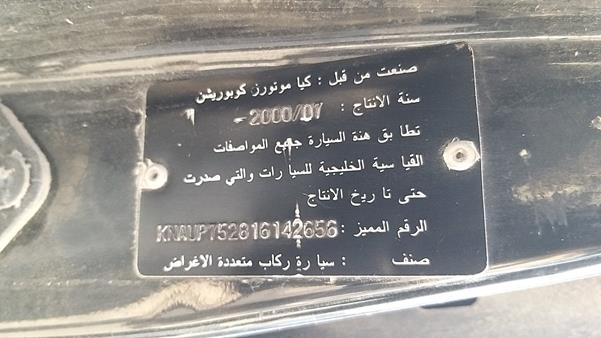 صنعت من قبل : كيا موتورز كوبوريشن
سنة الانتاج : 2000/07
تطا بق هنة السيارة جميع المواصفات
القيا سية الخليجية للسيا رات والتي صدرت
حتى تا ريخ الانتاج
الرقم المميز : KNAUP752816142656
صنف : سيا رة ركاب متعددة الاغراض